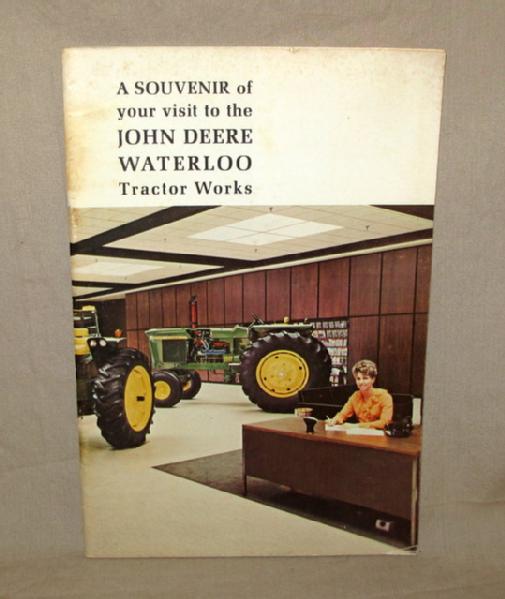 A SOUVENIR of
your visit to the
JOHN DEERE
WATERLOO
Tractor Works